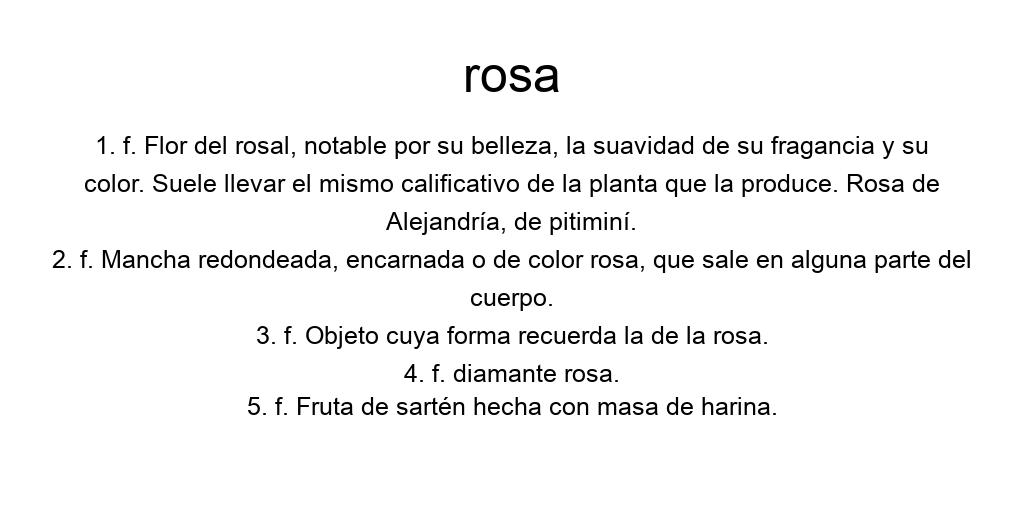 rosa
1. f. Flor del rosal, notable por su belleza, la suavidad de su fragancia y su
color. Suele llevar el mismo calificativo de la planta que la produce. Rosa de
Alejandría, de pitiminí.
2. f. Mancha redondeada, encarnada o de color rosa, que sale en alguna parte del
cuerpo.
3. f. Objeto cuya forma recuerda la de la rosa.
4. f. diamante rosa.
5. f. Fruta de sartén hecha con masa de harina.